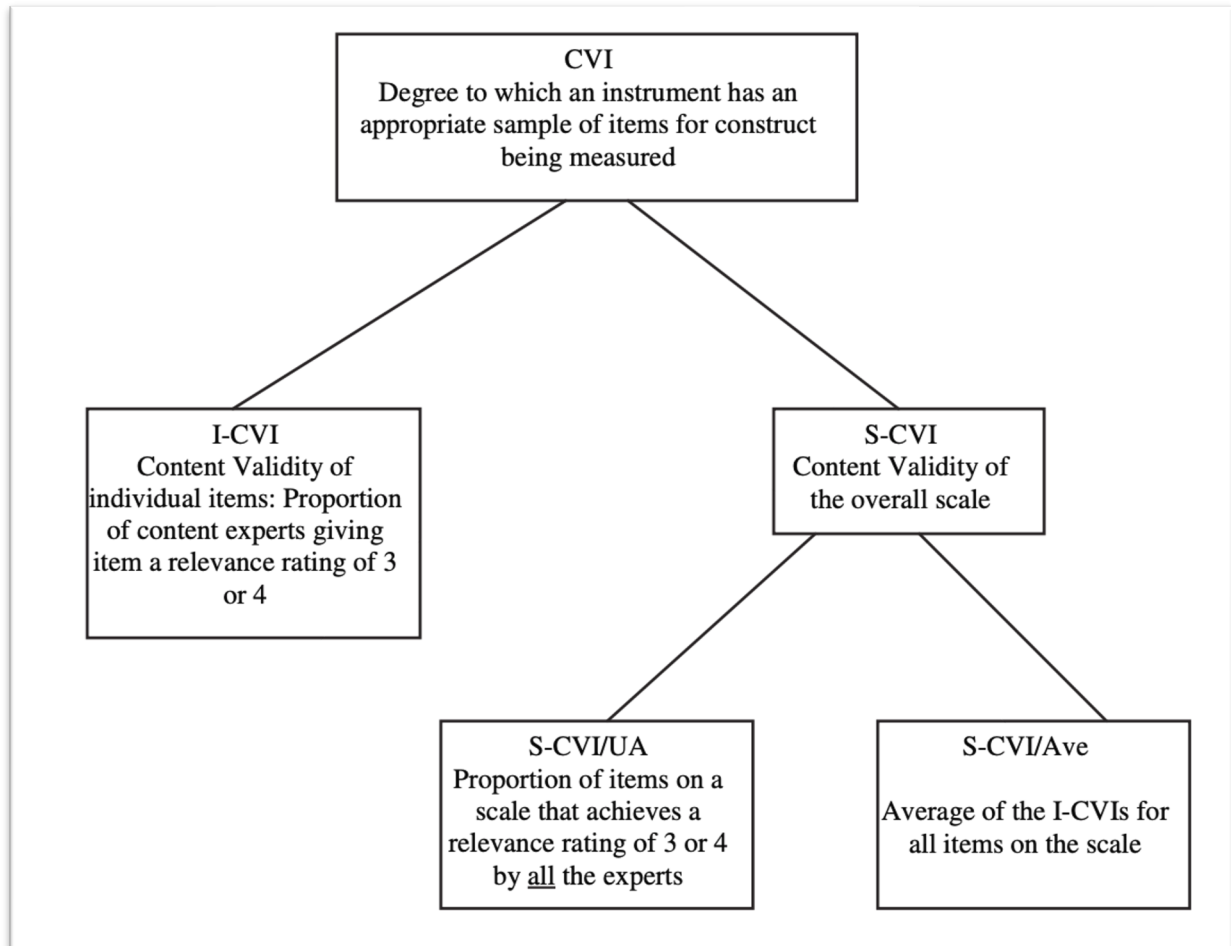 CVI
Degree to which an instrument has an
appropriate sample of items for construct
being measured
I-CVI
Content Validity of
individual items: Proportion
of content experts giving
item a relevance rating of 3
or 4
S-CVI
Content Validity of
the overall scale
S-CVI/UA
Proportion of items on a
scale that achieves a
relevance rating of 3 or 4
by all the experts
S-CVI/Ave
Average of the I-CVIs for
all items on the scale